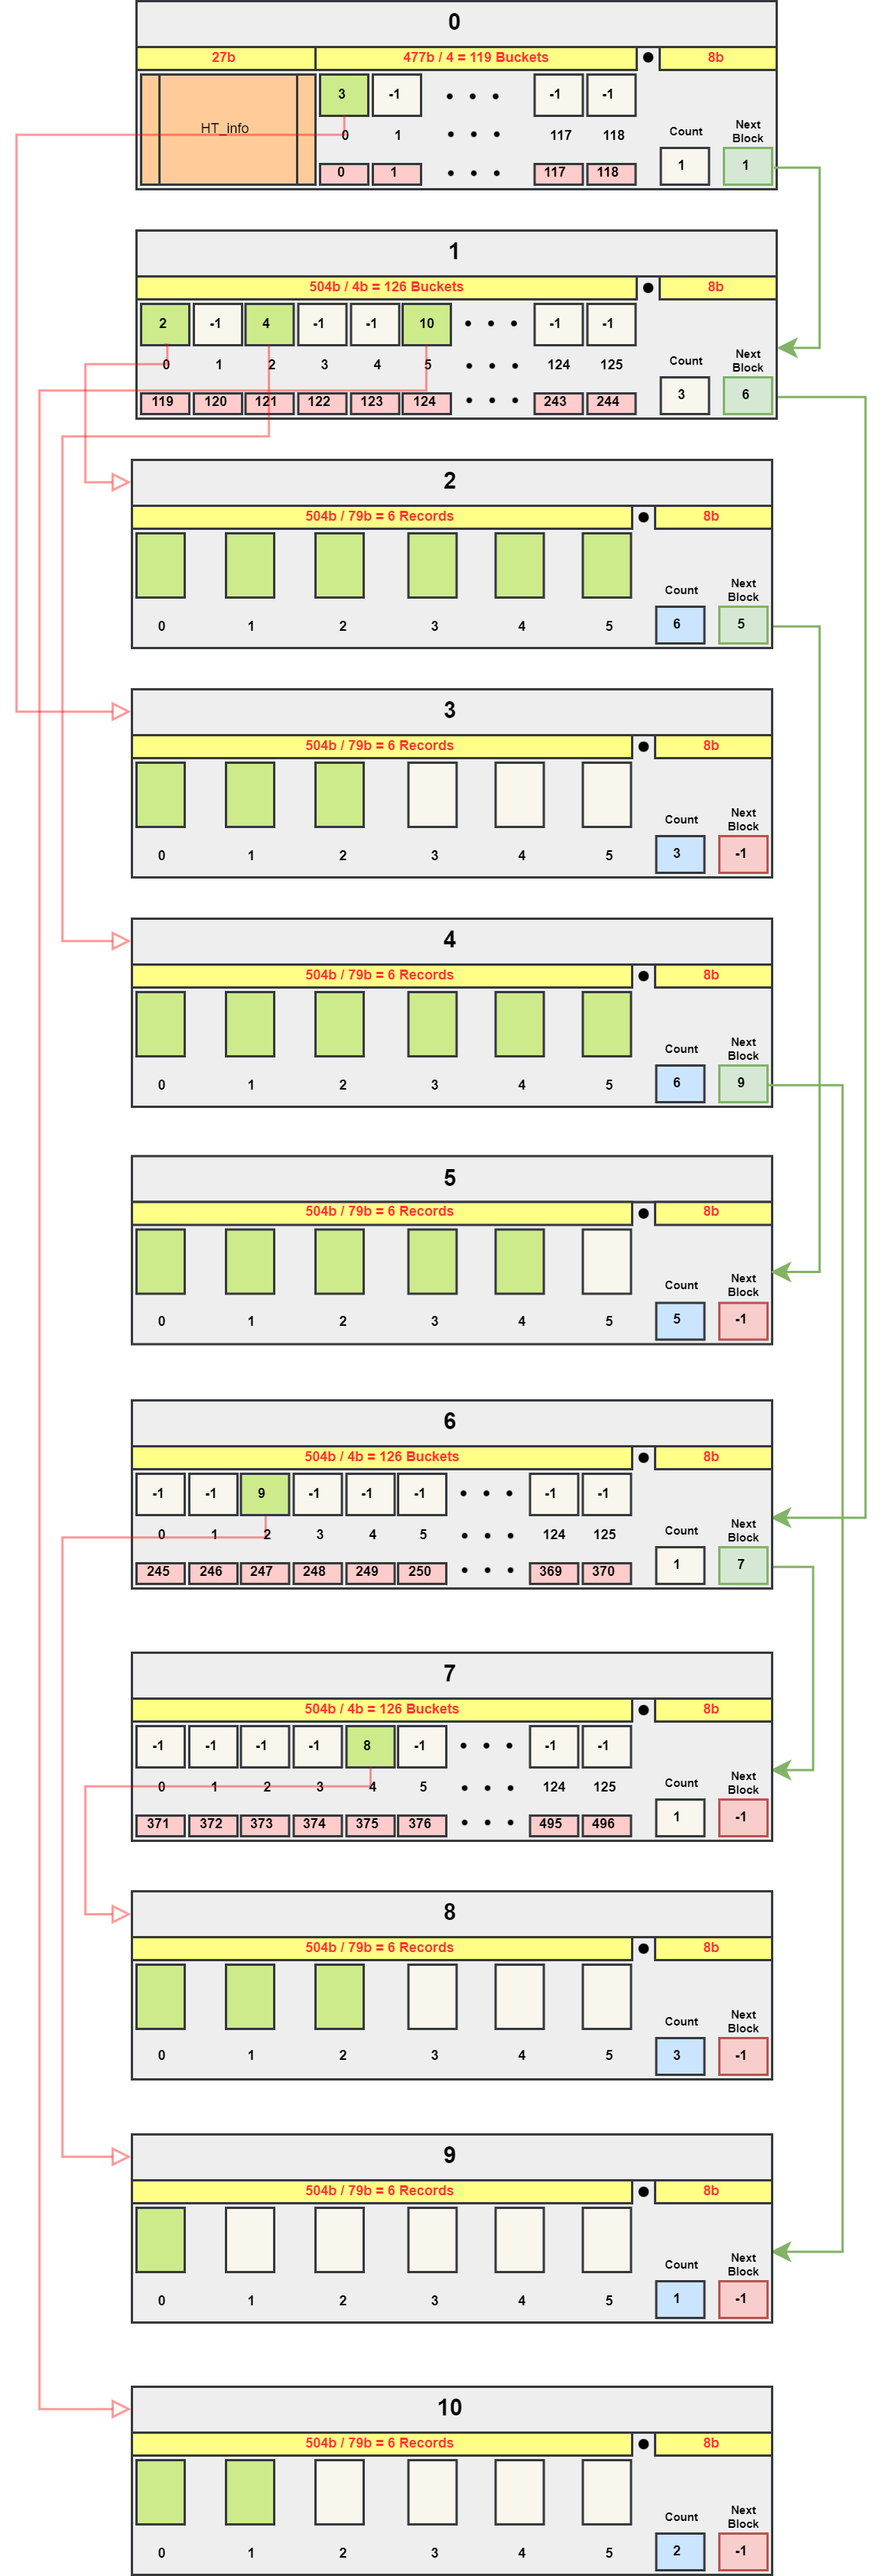 0
27b 477b / 4 = 119 Buckets 8b
3 -1 -1 -1
HT_info
0 1 117 118 Count Next Block
0 1 117 118 1 1
1
504b / 4b = 126 Buckets 8b
2 -1 4 -1 -1 10 -1 -1
0 1 2 3 4 5 124 125 Count Next Block
119 120 121 122 123 124 243 244 3 6
2
504b / 79b = 6 Records 8b
Count Next Block
0 1 2 3 4 5 6 5
3
504b / 79b = 6 Records 8b
Count Next Block
0 1 2 3 4 5 3 -1
4
504b / 79b = 6 Records 8b
Count Next Block
0 1 2 3 4 5 6 9
5
504b / 79b = 6 Records 8b
Count Next Block
0 1 2 3 4 5 5 -1
6
504b / 4b = 126 Buckets 8b
-1 -1 9 -1 -1 -1 -1 -1
0 1 2 3 4 5 124 125 Count Next Block
245 246 247 248 249 250 369 370 1 7
7
504b / 4b = 126 Buckets 8b
-1 -1 -1 -1 8 -1 -1 -1
0 1 2 3 4 5 124 125 Count Next Block
371 372 373 374 375 376 495 496 1 -1
8
504b / 79b = 6 Records 8b
Count Next Block
0 1 2 3 4 5 3 -1
9
504b / 79b = 6 Records 8b
Count Next Block
0 1 2 3 4 5 1 -1
10
504b / 79b = 6 Records 8b
Count Next Block
0 1 2 3 4 5 2 -1